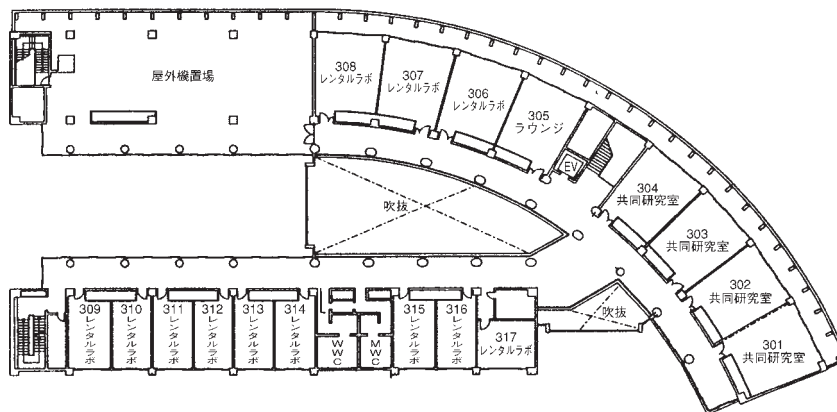 屋外機置場
308
レンタルラボ
307
レンタルラボ
306
レンタルラボ
305
ラウンジ
EV
304
共同研究室
303
共同研究室
302
共同研究室
301
共同研究室
吹抜
吹抜
309
レンタルラボ
310
レンタルラボ
311
レンタルラボ
312
レンタルラボ
313
レンタルラボ
314
レンタルラボ
WWC
MWC
315
レンタルラボ
316
レンタルラボ
317
レンタルラボ